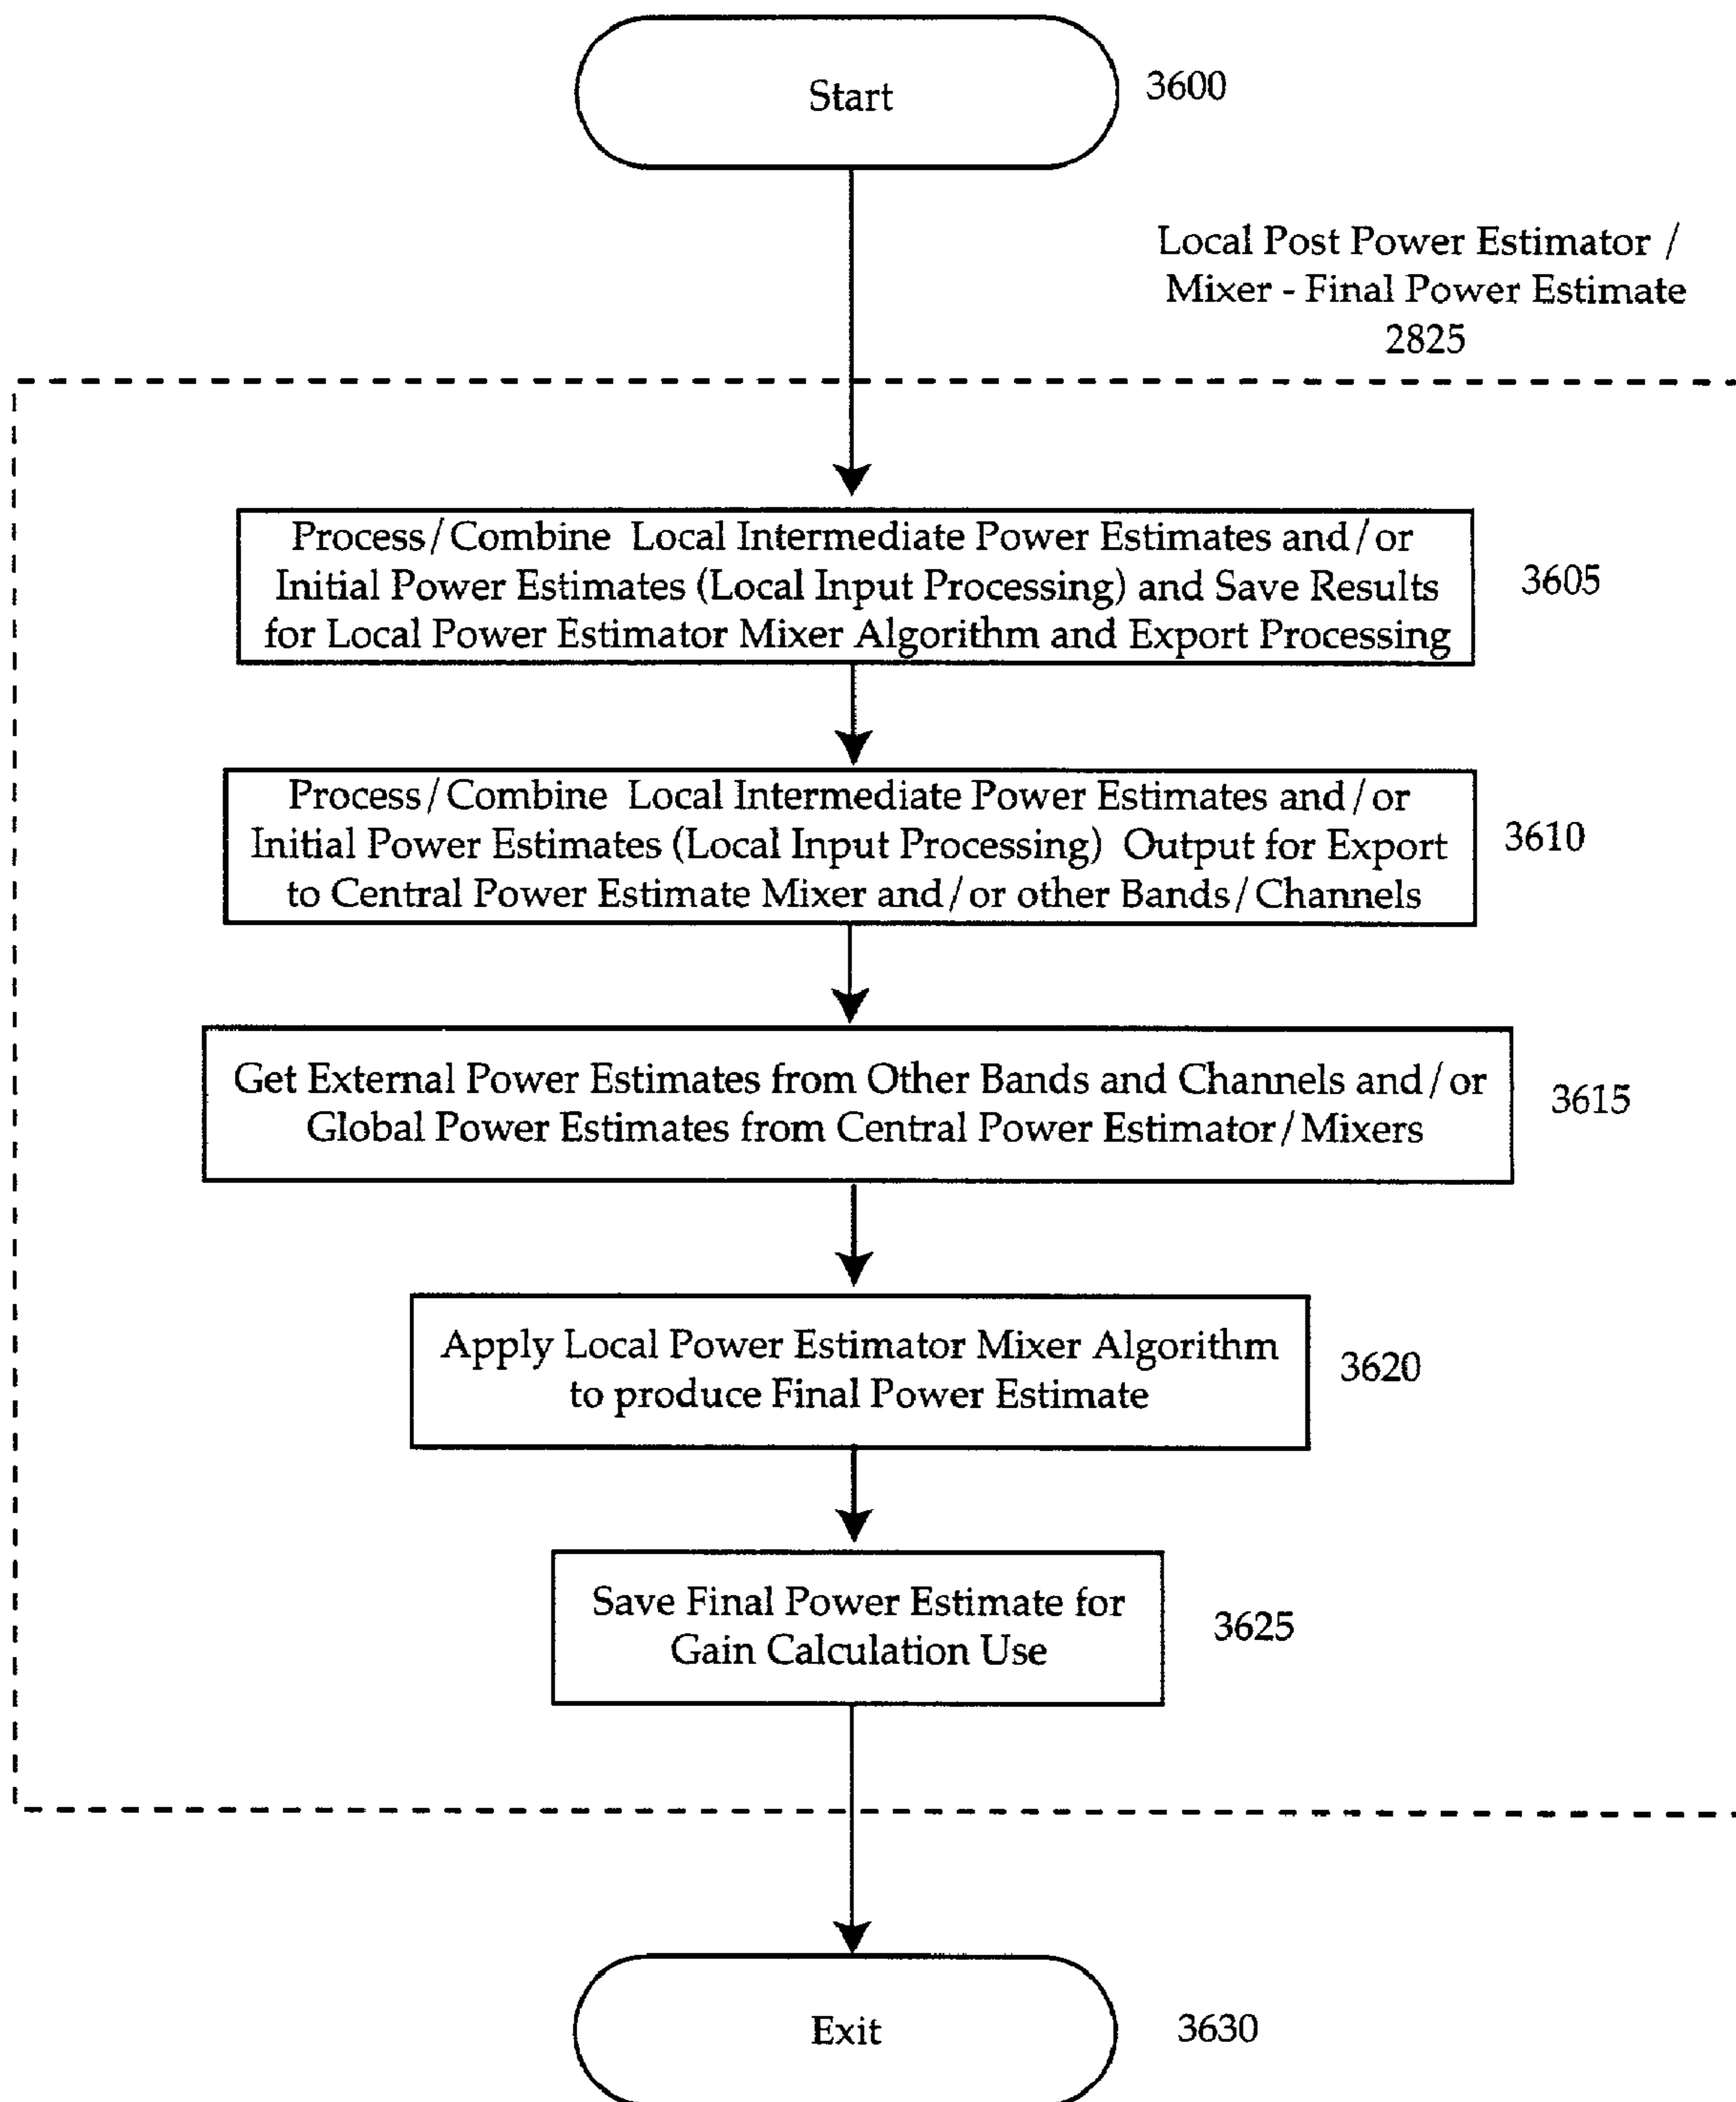 Start
3600
Local Post Power Estimator /
Mixer - Final Power Estimate
2825
Process/Combine Local Intermediate Power Estimates and/or
Initial Power Estimates (Local Input Processing) and Save Results
for Local Power Estimator Mixer Algorithm and Export Processing
3605
Process/Combine Local Intermediate Power Estimates and/or
Initial Power Estimates (Local Input Processing) Output for Export
to Central Power Estimate Mixer and/or other Bands/Channels
3610
Get External Power Estimates from Other Bands and Channels and/or
Global Power Estimates from Central Power Estimator/Mixers
3615
Apply Local Power Estimator Mixer Algorithm
to produce Final Power Estimate
3620
Save Final Power Estimate for
Gain Calculation Use
3625
Exit
3630